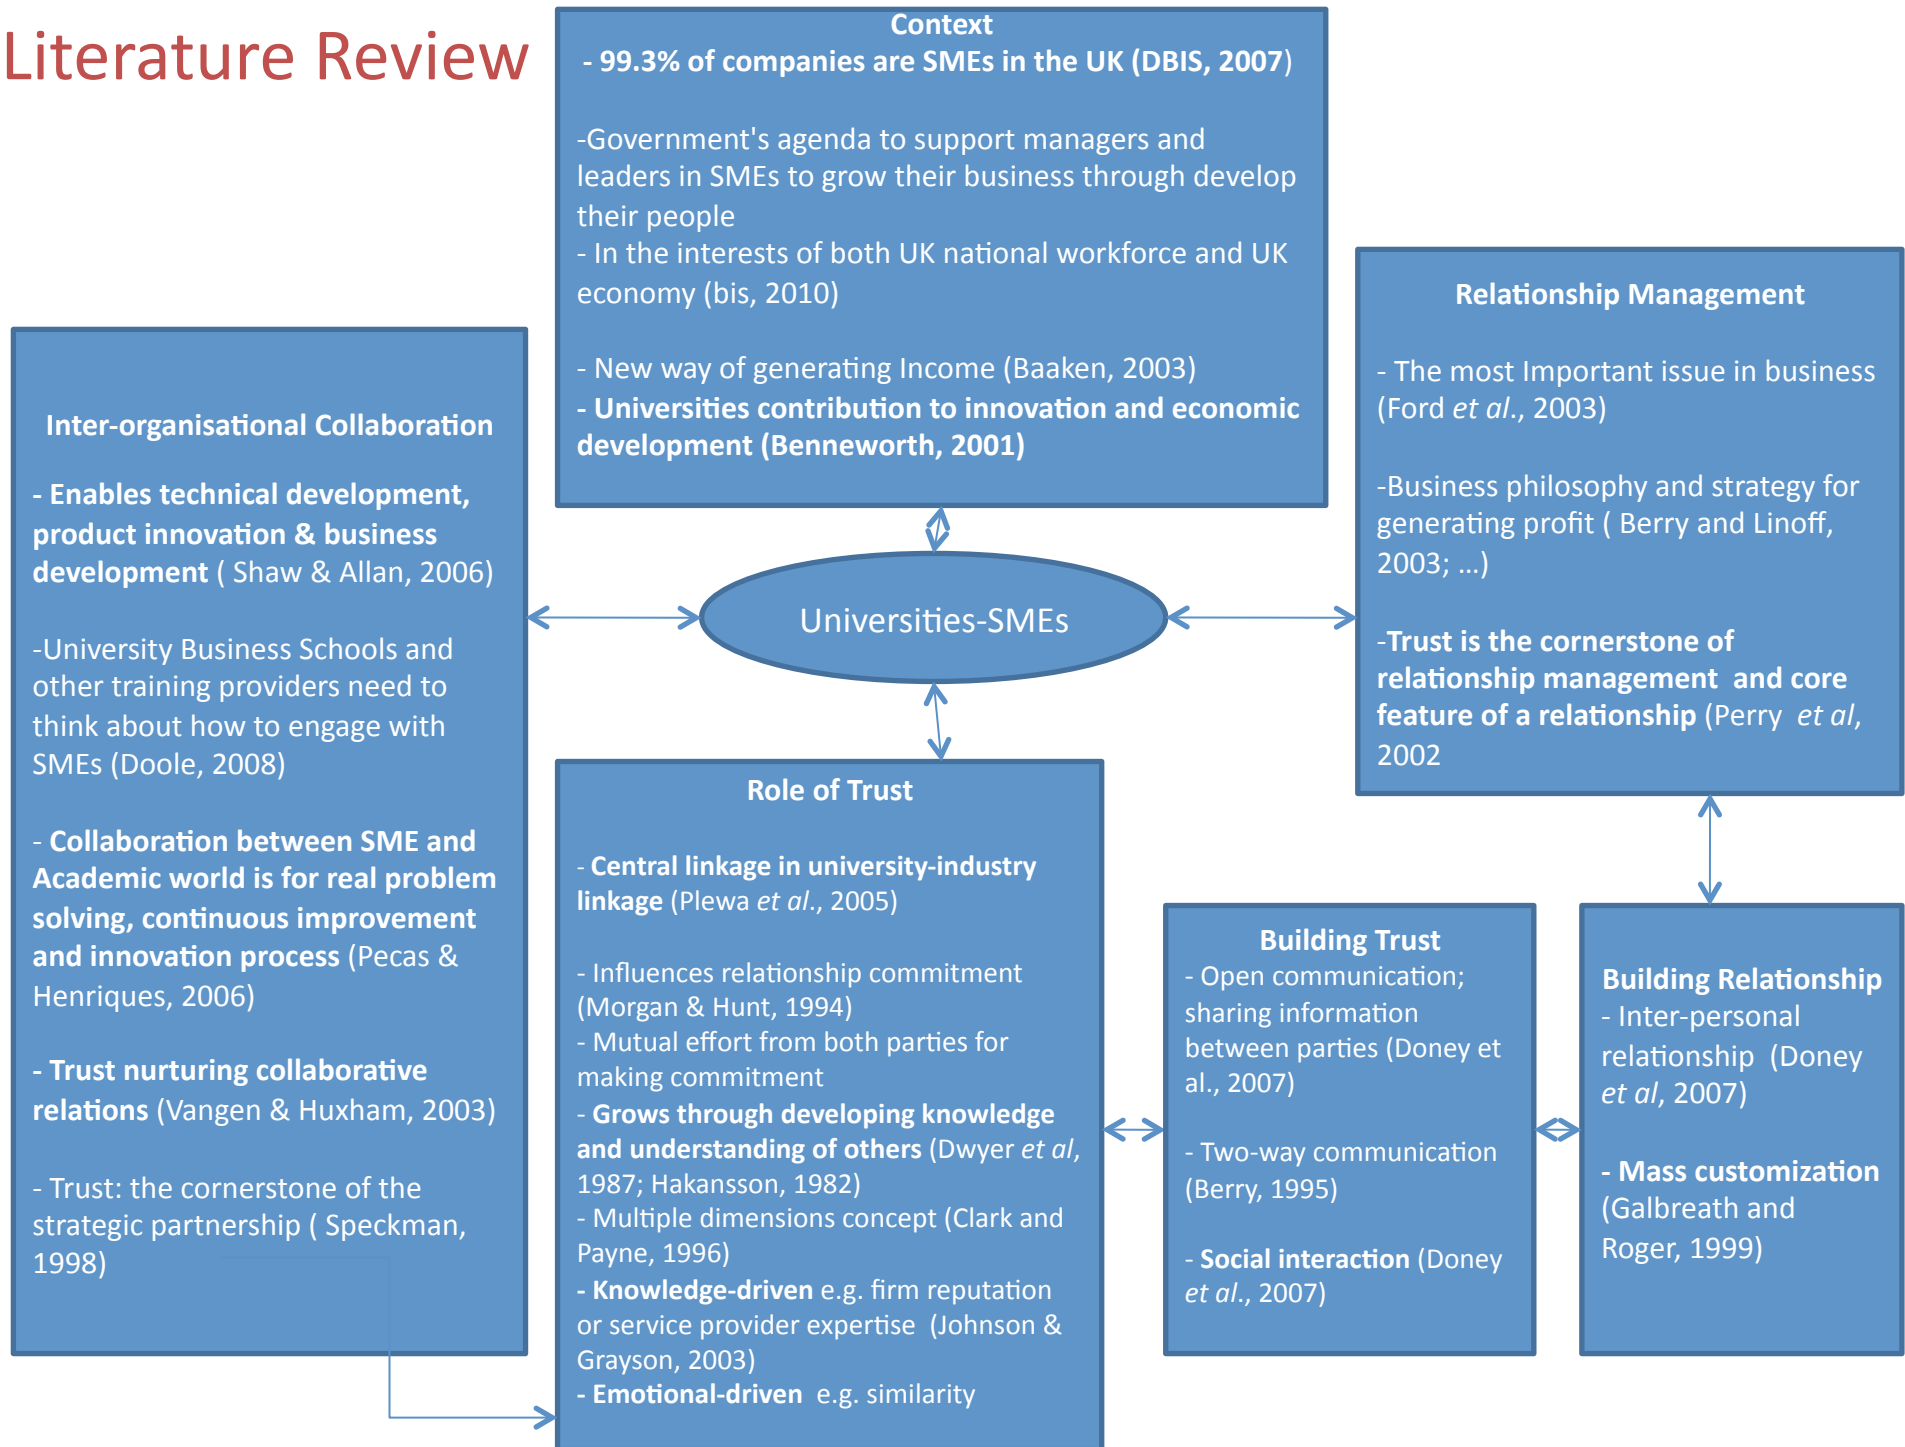 Literature Review
Context
- 99.3% of companies are SMEs in the UK (DBIS, 2007)
-Government's agenda to support managers and
leaders in SMEs to grow their business through develop
their people
- In the interests of both UK national workforce and UK
economy (bis, 2010)
- New way of generating Income (Baaken, 2003)
- Universities contribution to innovation and economic
development (Benneworth, 2001)
Relationship Management
- The most Important issue in business
(Ford et al., 2003)
-Business philosophy and strategy for
generating profit ( Berry and Linoff,
2003; ...)
-Trust is the cornerstone of
relationship management and core
feature of a relationship (Perry et al,
2002
Inter-organisational Collaboration
- Enables technical development,
product innovation & business
development ( Shaw & Allan, 2006)
-University Business Schools and
other training providers need to
think about how to engage with
SMEs (Doole, 2008)
- Collaboration between SME and
Academic world is for real problem
solving, continuous improvement
and innovation process (Pecas &
Henriques, 2006)
- Trust nurturing collaborative
relations (Vangen & Huxham, 2003)
- Trust: the cornerstone of the
strategic partnership ( Speckman,
1998)
Universities-SMEs
Role of Trust
- Central linkage in university-industry
linkage (Plewa et al., 2005)
- Influences relationship commitment
(Morgan & Hunt, 1994)
- Mutual effort from both parties for
making commitment
- Grows through developing knowledge
and understanding of others (Dwyer et al,
1987; Hakansson, 1982)
- Multiple dimensions concept (Clark and
Payne, 1996)
- Knowledge-driven e.g. firm reputation
or service provider expertise (Johnson &
Grayson, 2003)
- Emotional-driven e.g. similarity
Building Trust
- Open communication;
sharing information
between parties (Doney et
al., 2007)
- Two-way communication
(Berry, 1995)
- Social interaction (Doney
et al., 2007)
Building Relationship
- Inter-personal
relationship (Doney
et al, 2007)
- Mass customization
(Galbreath and
Roger, 1999)